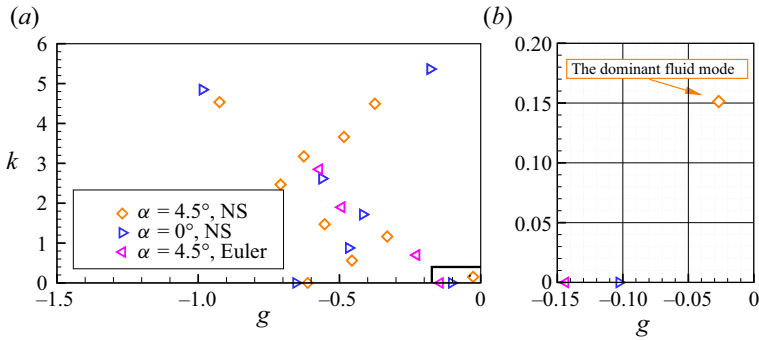 (a)
(b)
6
5
4
3
2
1
0
k
−1.5
−1.0
−0.5
0
g
α = 4.5°, NS
α = 0°, NS
α = 4.5°, Euler
0.20
0.15
0.10
0.05
0
The dominant fluid mode
−0.15
−0.10
−0.05
0
g